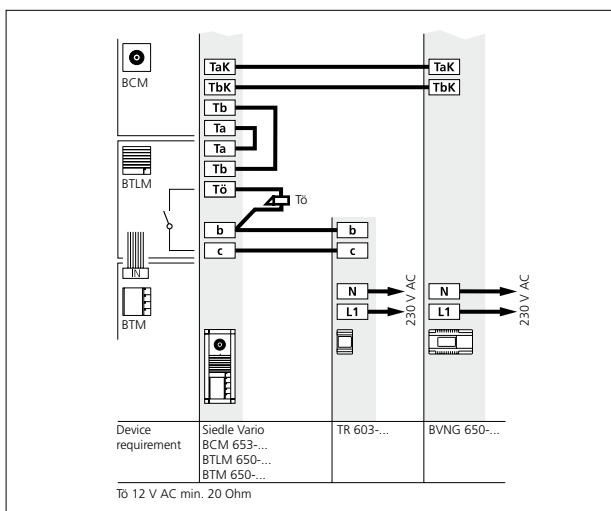 BCM
TaK
TaK
TbK
TbK
Tb
Ta
Ta
BTLM
Tb
Tö
Tö
b
b
c
c
IN
N
230 V AC
N
230 V AC
L1
L1
BTM
Device
requirement
Siedle Vario
BCM 653-...
BTLM 650-...
BTM 650-...
TR 603-...
BVNG 650-...
Tö 12 V AC min. 20 Ohm